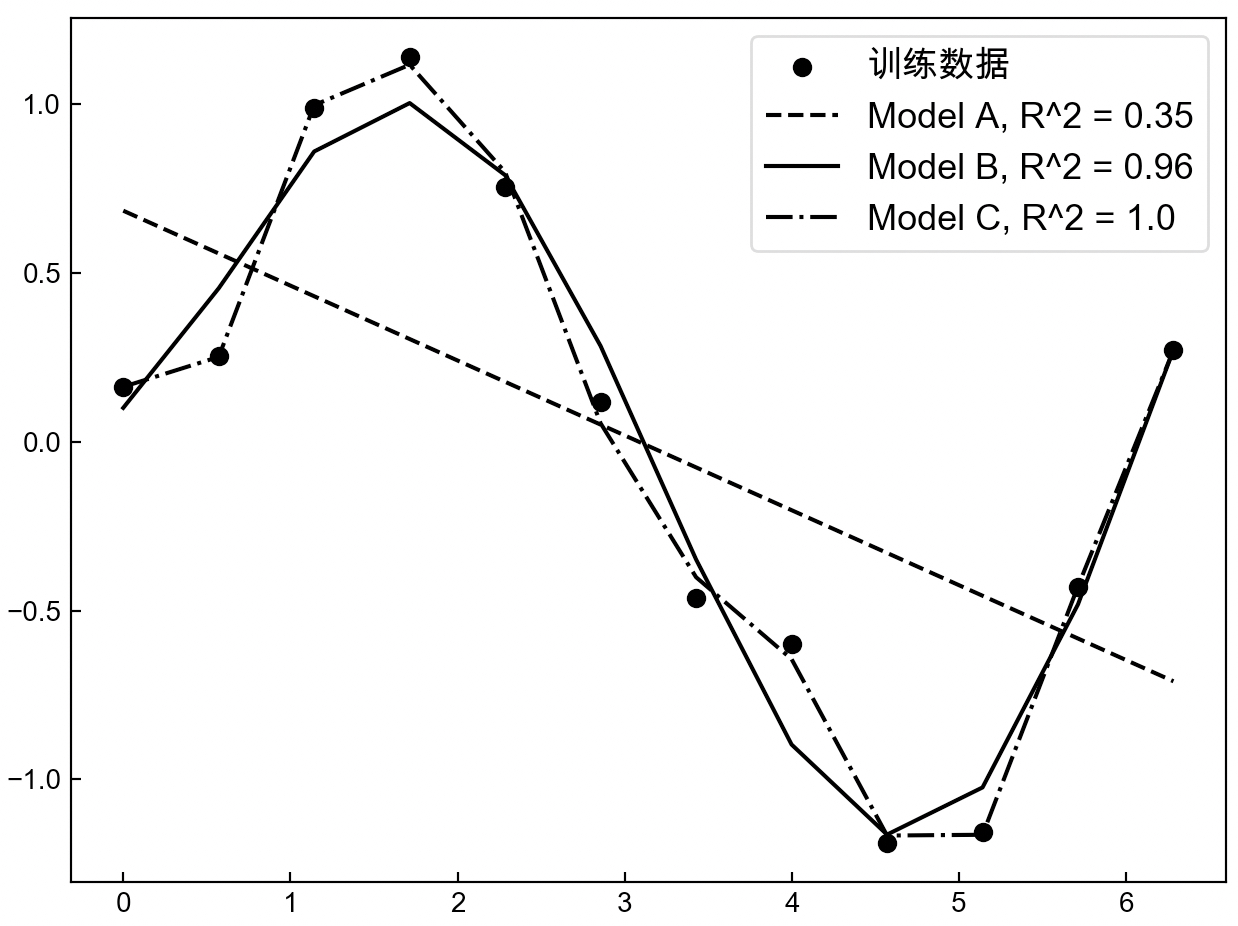 训练数据
Model A, R^2 = 0.35
Model B, R^2 = 0.96
Model C, R^2 = 1.0
1.0
0.5
0.0
−0.5
−1.0
0 1 2 3 4 5 6